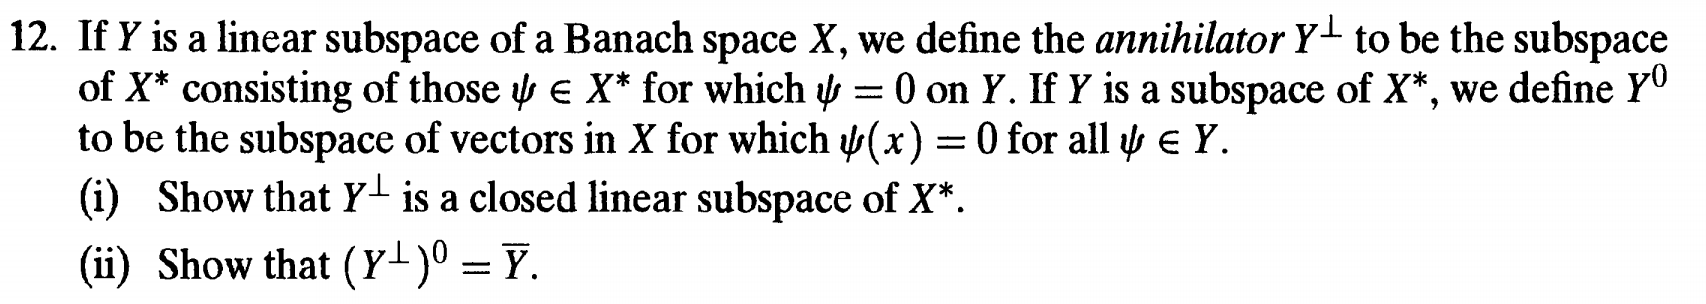 12. If Y is a linear subspace of a Banach space X, we define the annihilator Y⊥ to be the subspace
of X* consisting of those ψ ∈ X* for which ψ = 0 on Y. If Y is a subspace of X*, we define Y⁰
to be the subspace of vectors in X for which ψ(x) = 0 for all ψ ∈ Y.
(i) Show that Y⊥ is a closed linear subspace of X*.
(ii) Show that (Y⊥)⁰ = Y̅.